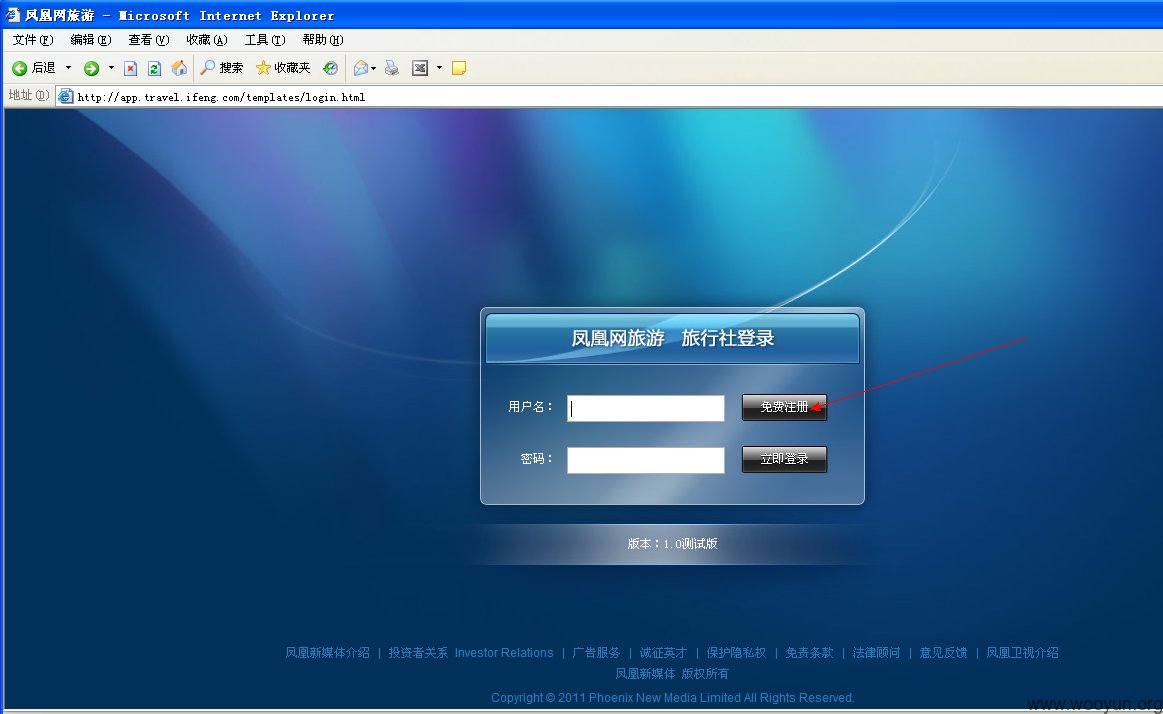 凤凰网旅游 - Microsoft Internet Explorer
文件(F) 编辑(E) 查看(V) 收藏(A) 工具(T) 帮助(H)
后退 搜索 收藏夹
地址(D) http://app.travel.ifeng.com/templates/login.html
凤凰网旅游 旅行社登录
用户名： 免费注册
密码： 立即登录
版本：1.0测试版
凤凰新媒体介绍 | 投资者关系 Investor Relations | 广告服务 | 诚征英才 | 保护隐私权 | 免责条款 | 法律顾问 | 意见反馈 | 凤凰卫视介绍
凤凰新媒体 版权所有
Copyright © 2011 Phoenix New Media Limited All Rights Reserved.
www.wooyun.org